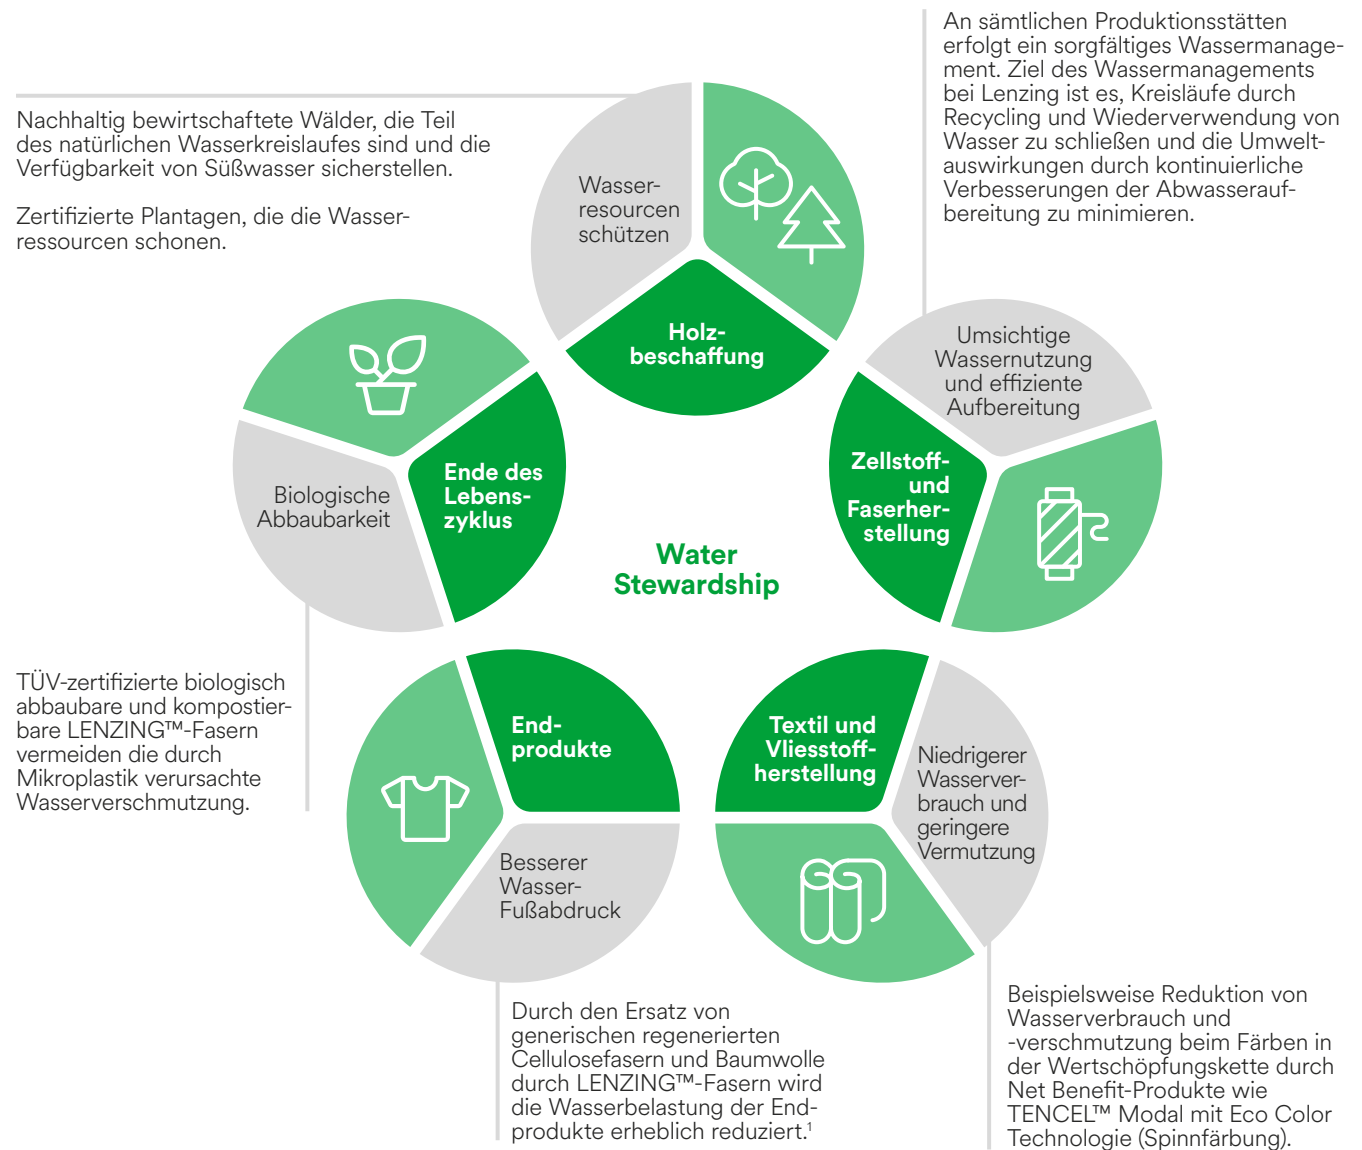 Nachhaltig bewirtschaftete Wälder, die Teil
des natürlichen Wasserkreislaufes sind und die
Verfügbarkeit von Süßwasser sicherstellen.
Zertifizierte Plantagen, die die Wasser-
ressourcen schonen.
Wasser-
resourcen
schützen
Holz-
beschaffung
An sämtlichen Produktionsstätten
erfolgt ein sorgfältiges Wassermanage-
ment. Ziel des Wassermanagements
bei Lenzing ist es, Kreisläufe durch
Recycling und Wiederverwendung von
Wasser zu schließen und die Umwelt-
auswirkungen durch kontinuierliche
Verbesserungen der Abwasserauf-
bereitung zu minimieren.
Umsichtige
Wassernutzung
und effiziente
Aufbereitung
Zellstoff-
und
Faserher-
stellung
Ende des
Lebens-
zyklus
Biologische
Abbaubarkeit
Water
Stewardship
TÜV-zertifizierte biologisch
abbaubare und kompostier-
bare LENZING™-Fasern
vermeiden die durch
Mikroplastik verursachte
Wasserverschmutzung.
End-
produkte
Besserer
Wasser-
Fußabdruck
Textil und
Vliesstoff-
herstellung
Niedrigerer
Wasserver-
brauch und
geringere
Vermutzung
Durch den Ersatz von
generischen regenerierten
Cellulosefasern und Baumwolle
durch LENZING™-Fasern wird
die Wasserbelastung der End-
produkte erheblich reduziert.¹
Beispielsweise Reduktion von
Wasserverbrauch und
-verschmutzung beim Färben in
der Wertschöpfungskette durch
Net Benefit-Produkte wie
TENCEL™ Modal mit Eco Color
Technologie (Spinnfärbung).